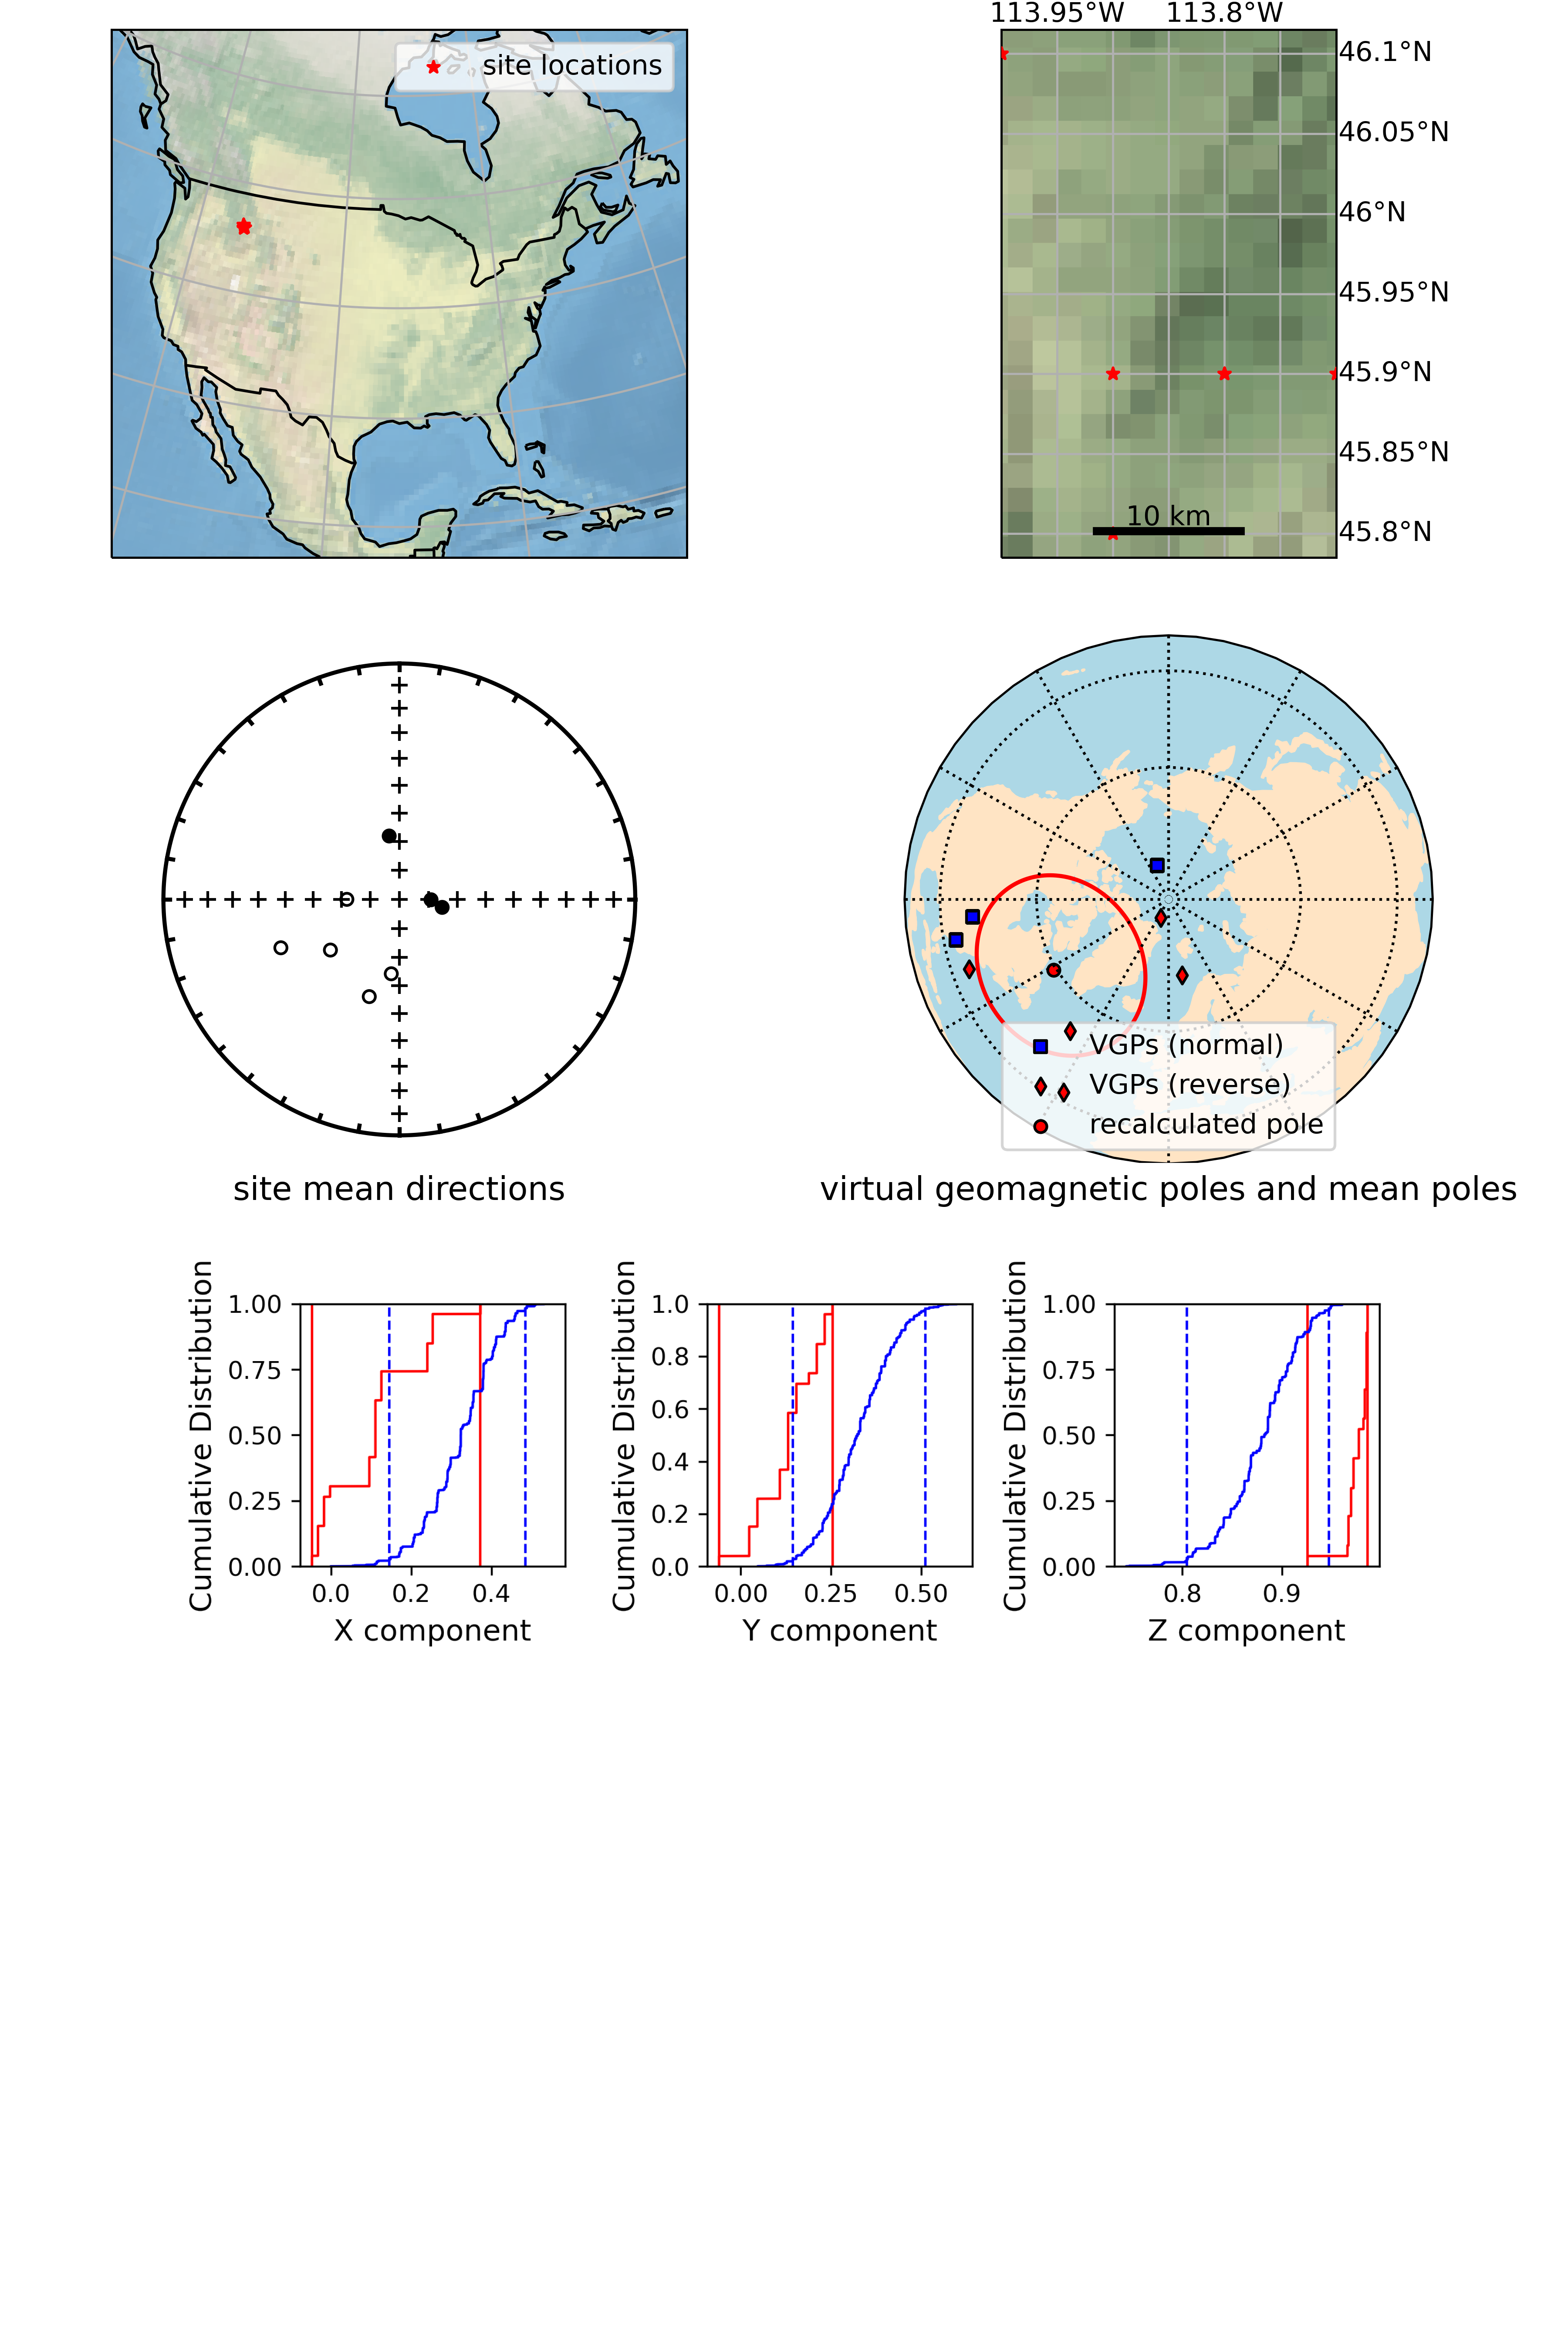 113.95°W 113.8°W
site locations
46.1°N
46.05°N
46°N
45.95°N
45.9°N
45.85°N
10 km
45.8°N
VGPs (normal)
VGPs (reverse)
recalculated pole
site mean directions
virtual geomagnetic poles and mean poles
Cumulative Distribution
1.00
0.75
0.50
0.25
0.00
0.0 0.2 0.4
X component
Cumulative Distribution
1.0
0.8
0.6
0.4
0.2
0.0
0.00 0.25 0.50
Y component
Cumulative Distribution
1.00
0.75
0.50
0.25
0.00
0.8 0.9
Z component